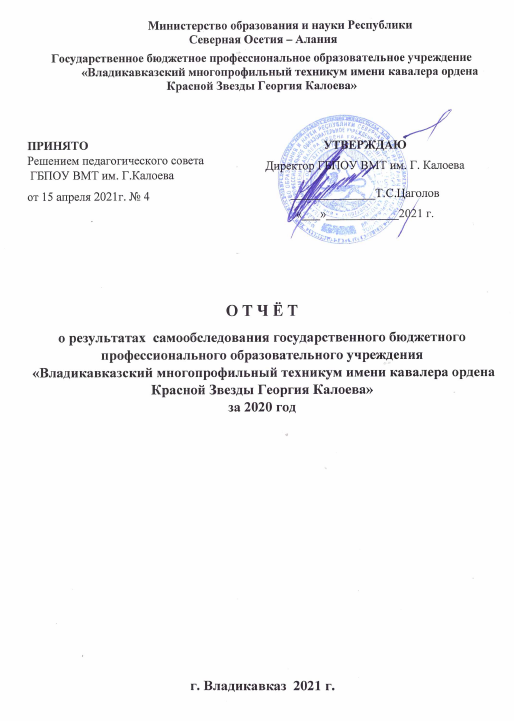 Министерство образования и науки Республики
Северная Осетия – Алания
Государственное бюджетное профессиональное образовательное учреждение
«Владикавказский многопрофильный техникум имени кавалера ордена
Красной Звезды Георгия Калоева»
ПРИНЯТО
Решением педагогического совета
ГБПОУ ВМТ им. Г.Калоева
от 15 апреля 2021г. № 4
УТВЕРЖДАЮ
Директор ГБПОУ ВМТ им. Г. Калоева
______________Т.С.Цаголов
«___»____________2021 г.
О Т Ч Ё Т
о результатах самообследования государственного бюджетного
профессионального образовательного учреждения
«Владикавказский многопрофильный техникум имени кавалера ордена
Красной Звезды Георгия Калоева»
за 2020 год
г. Владикавказ 2021 г.